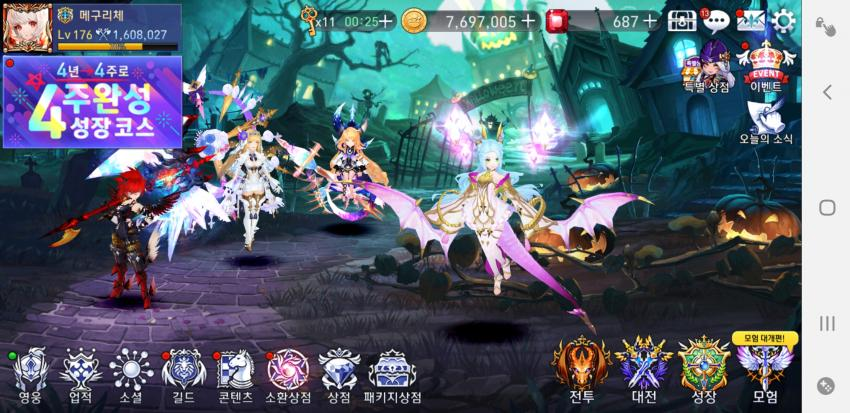 메구리체
Lv 176 1,608,027
x11 00:25
7,697,005
687
13
4년→4주로
4주완성
성장코스
특별상점
EVENT
이벤트
오늘의 소식
모험 대개편!
영웅
업적
소셜
길드
콘텐츠
소환상점
상점
패키지상점
전투
대전
성장
모험